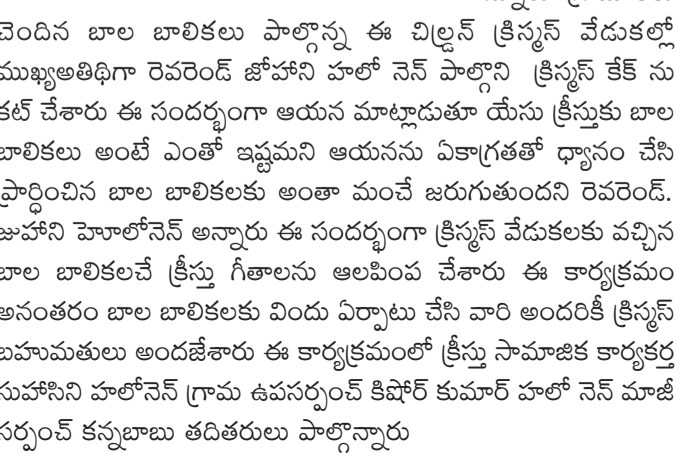 చెందిన బాల బాలికలు పాల్గొన్న ఈ చిల్డ్రన్ క్రిస్మస్ వేడుకల్లో
ముఖ్యఅతిథిగా రెవరెండ్ జోహాని హలో నెన్ పాల్గొని క్రిస్మస్ కేక్ ను
కట్ చేశారు ఈ సందర్భంగా ఆయన మాట్లాడుతూ యేసు క్రీస్తుకు బాల
బాలికలు అంటే ఎంతో ఇష్టమని ఆయనను ఏకాగ్రతతో ధ్యానం చేసి
ప్రార్ధించిన బాల బాలికలకు అంతా మంచే జరుగుతుందని రెవరెండ్.
జుహాని హెూలోనెన్ అన్నారు ఈ సందర్భంగా క్రిస్మస్ వేడుకలకు వచ్చిన
బాల బాలికలచే క్రీస్తు గీతాలను ఆలపింప చేశారు ఈ కార్యక్రమం
అనంతరం బాల బాలికలకు విందు ఏర్పాటు చేసి వారి అందరికీ క్రిస్మస్
బహుమతులు అందజేశారు ఈ కార్యక్రమంలో క్రీస్తు సామాజిక కార్యకర్త
సుహాసిని హలోనెన్ గ్రామ ఉపసర్పంచ్ కిషోర్ కుమార్ హలో నెన్ మాజీ
సర్పంచ్ కన్నబాబు తదితరులు పాల్గొన్నారు